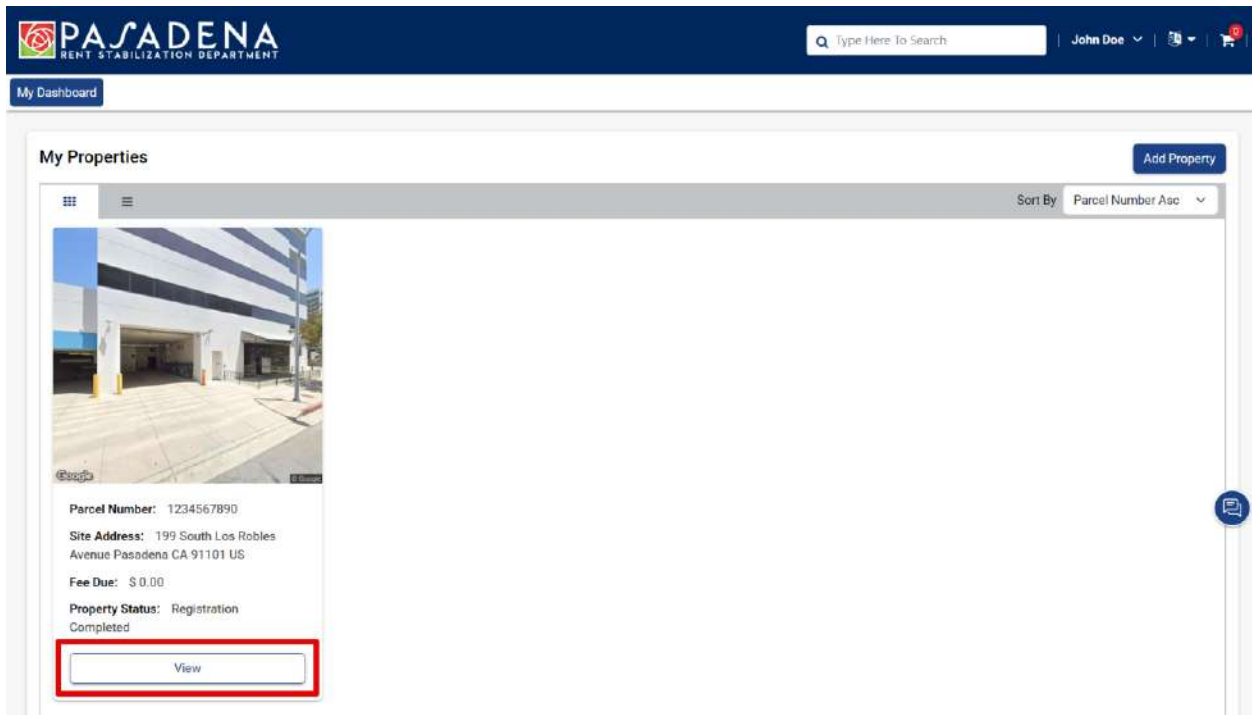 PASADENA
RENT STABILIZATION DEPARTMENT
Type Here To Search
John Doe
0
My Dashboard
My Properties
Add Property
Sort By
Parcel Number Asc
Google
© Google
Parcel Number: 1234567890
Site Address: 199 South Los Robles
Avenue Pasadena CA 91101 US
Fee Due: $ 0.00
Property Status: Registration
Completed
View